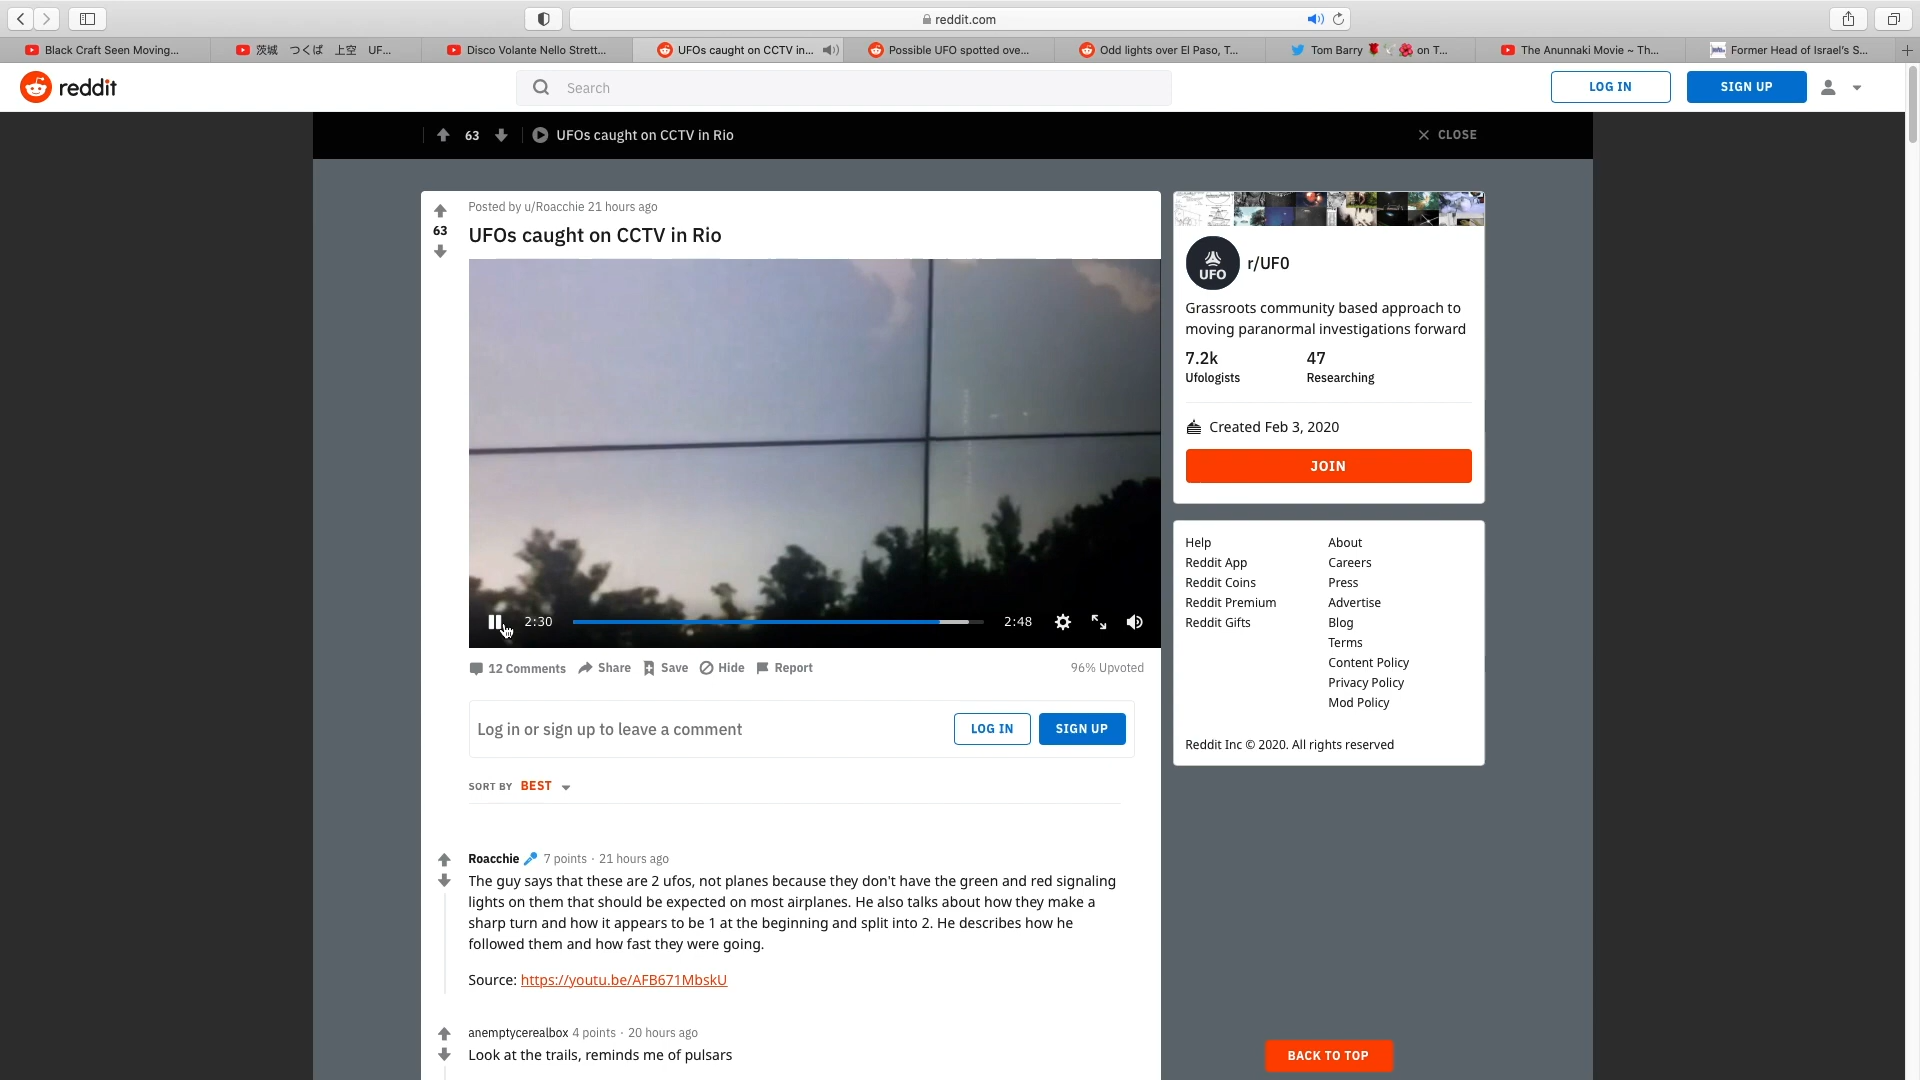 reddit.com
Black Craft Seen Moving...
茨城 つくば 上空 UF...
Disco Volante Nello Strett...
UFOs caught on CCTV in...
Possible UFO spotted ove...
Odd lights over El Paso, T...
Tom Barry 🌹🕊🌺 on T...
The Anunnaki Movie ~ Th...
Former Head of Israel's S...
reddit
Search
LOG IN
SIGN UP
63
UFOs caught on CCTV in Rio
CLOSE
63
Posted by u/Roacchie 21 hours ago
UFOs caught on CCTV in Rio
2:30
2:48
12 Comments
Share
Save
Hide
Report
96% Upvoted
Log in or sign up to leave a comment
LOG IN
SIGN UP
SORT BY BEST
Roacchie 7 points · 21 hours ago
The guy says that these are 2 ufos, not planes because they don't have the green and red signaling
lights on them that should be expected on most airplanes. He also talks about how they make a
sharp turn and how it appears to be 1 at the beginning and split into 2. He describes how he
followed them and how fast they were going.
Source: https://youtu.be/AFB671MbskU
anemptycerealbox 4 points · 20 hours ago
Look at the trails, reminds me of pulsars
UFO
r/UF0
Grassroots community based approach to
moving paranormal investigations forward
7.2k
47
Ufologists
Researching
Created Feb 3, 2020
JOIN
Help
About
Reddit App
Careers
Reddit Coins
Press
Reddit Premium
Advertise
Reddit Gifts
Blog
Terms
Content Policy
Privacy Policy
Mod Policy
Reddit Inc © 2020. All rights reserved
BACK TO TOP